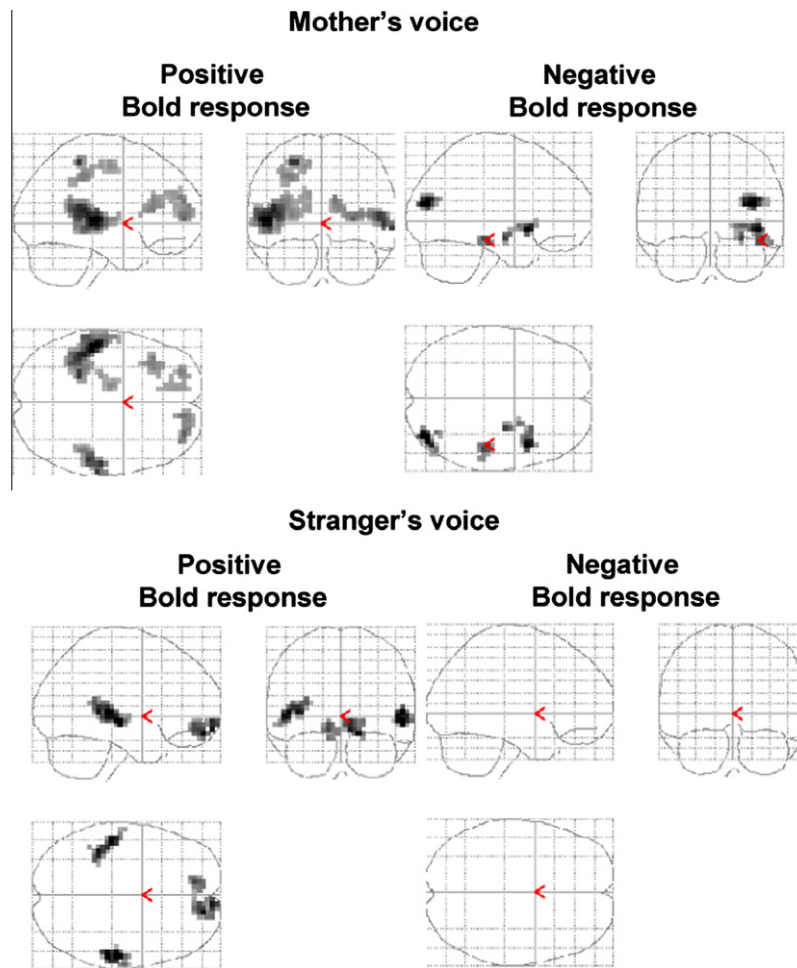 Mother's voice
Positive
Bold response
Negative
Bold response
Stranger's voice
Positive
Bold response
Negative
Bold response